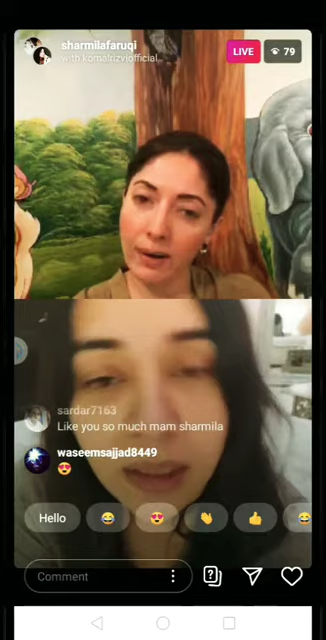 sharmilafaruqi
with komalrizviofficial
LIVE
79
sardar7163
Like you so much mam sharmila
waseemsajjad8449
😍
Hello
Comment